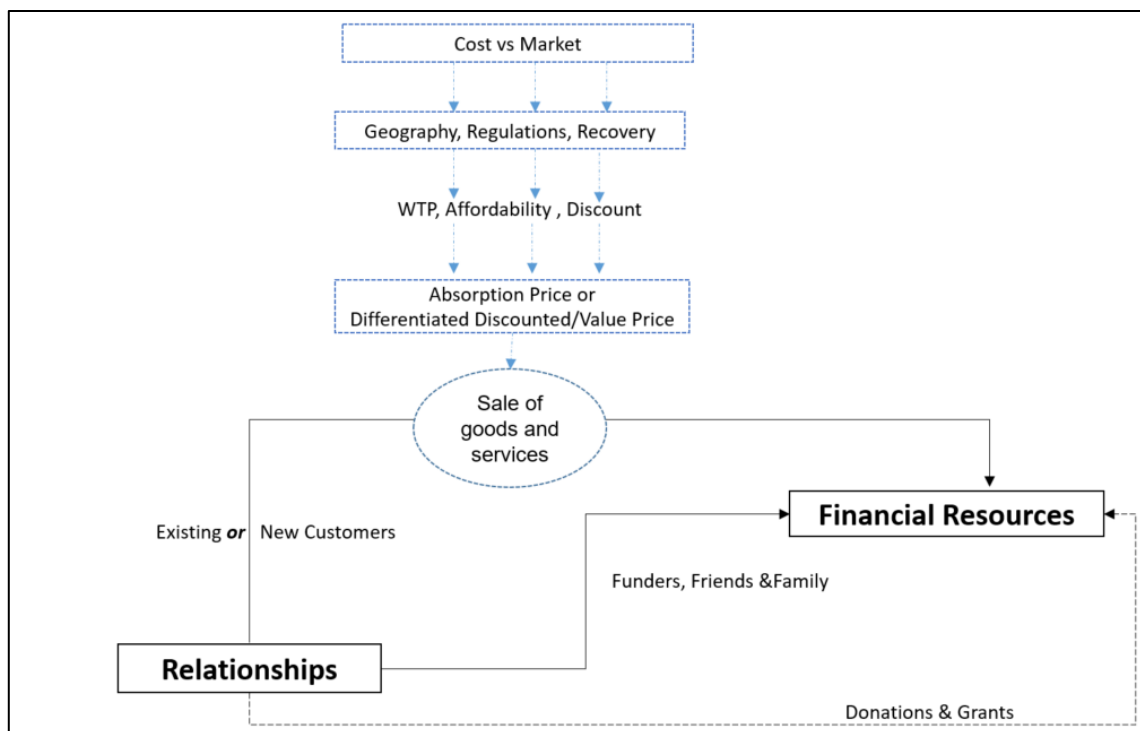 Cost vs Market
Geography, Regulations, Recovery
WTP, Affordability , Discount
Absorption Price or
Differentiated Discounted/Value Price
Sale of
goods and
services
Financial Resources
Existing or New Customers
Funders, Friends &Family
Relationships
Donations & Grants